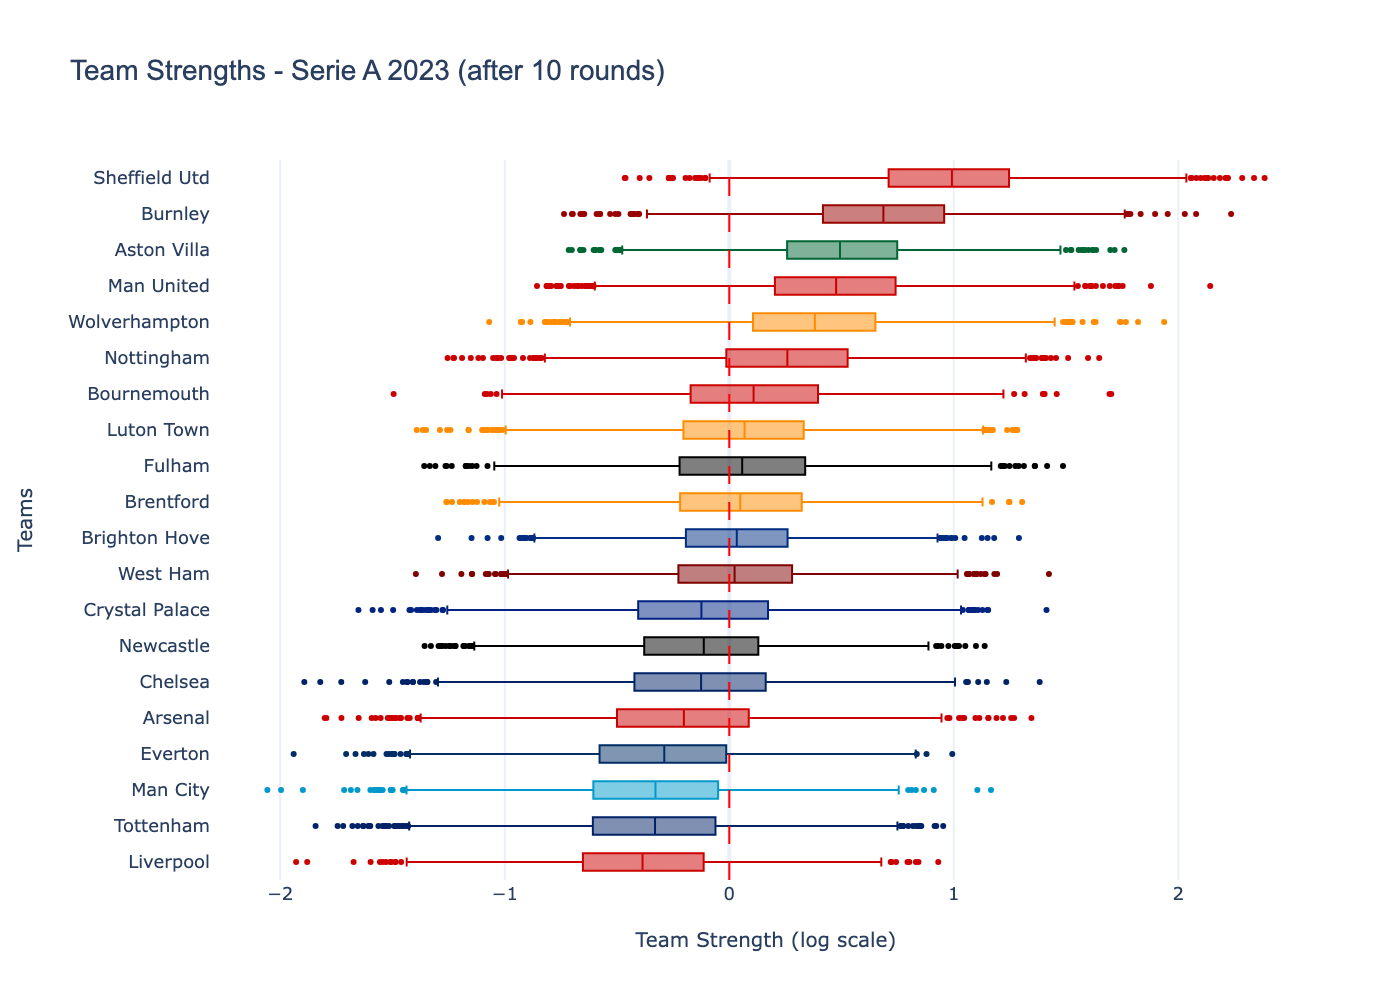 Team Strengths - Serie A 2023 (after 10 rounds)
Teams
Sheffield Utd
Burnley
Aston Villa
Man United
Wolverhampton
Nottingham
Bournemouth
Luton Town
Fulham
Brentford
Brighton Hove
West Ham
Crystal Palace
Newcastle
Chelsea
Arsenal
Everton
Man City
Tottenham
Liverpool
−2 −1 0 1 2
Team Strength (log scale)